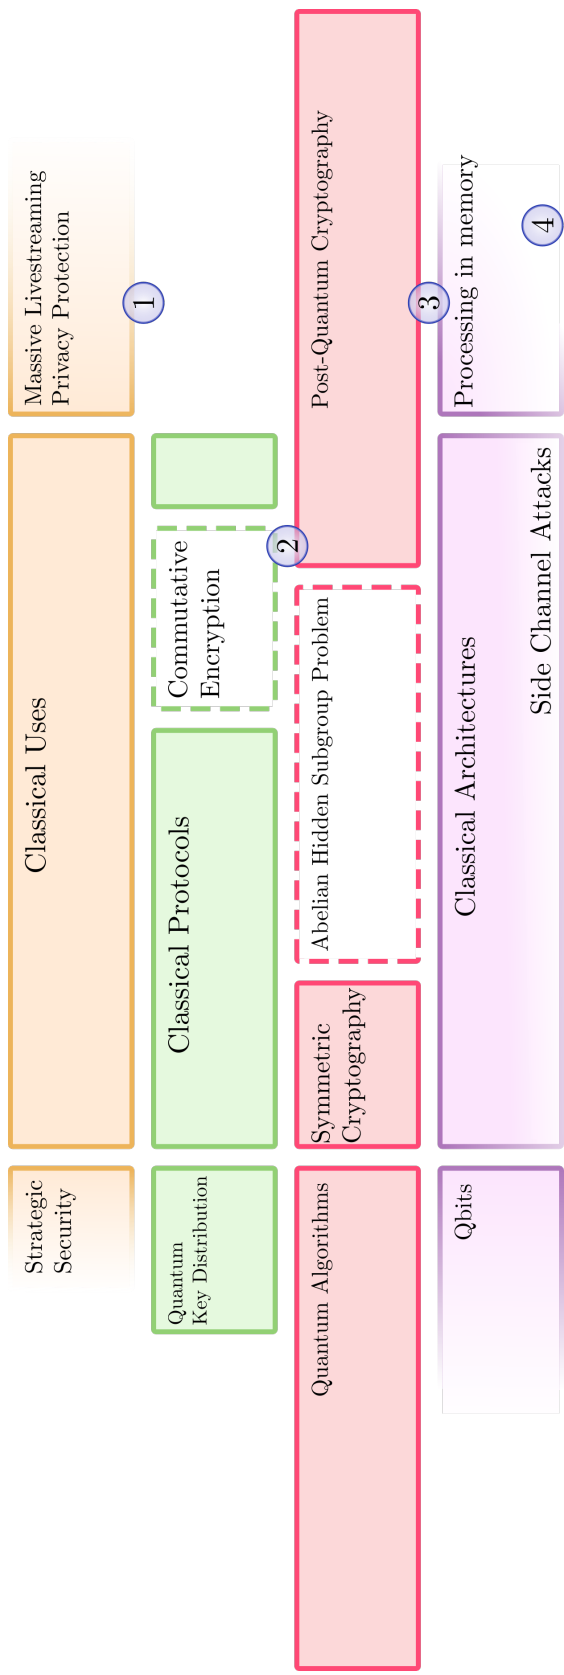 Strategic
Security
Classical Uses
Massive Livestreaming
Privacy Protection
1
Quantum
Key Distribution
Classical Protocols
Commutative
Encryption
2
Quantum Algorithms
Symmetric
Cryptography
Abelian Hidden Subgroup Problem
Post-Quantum Cryptography
3
Qbits
Classical Architectures
Side Channel Attacks
Processing in memory
4